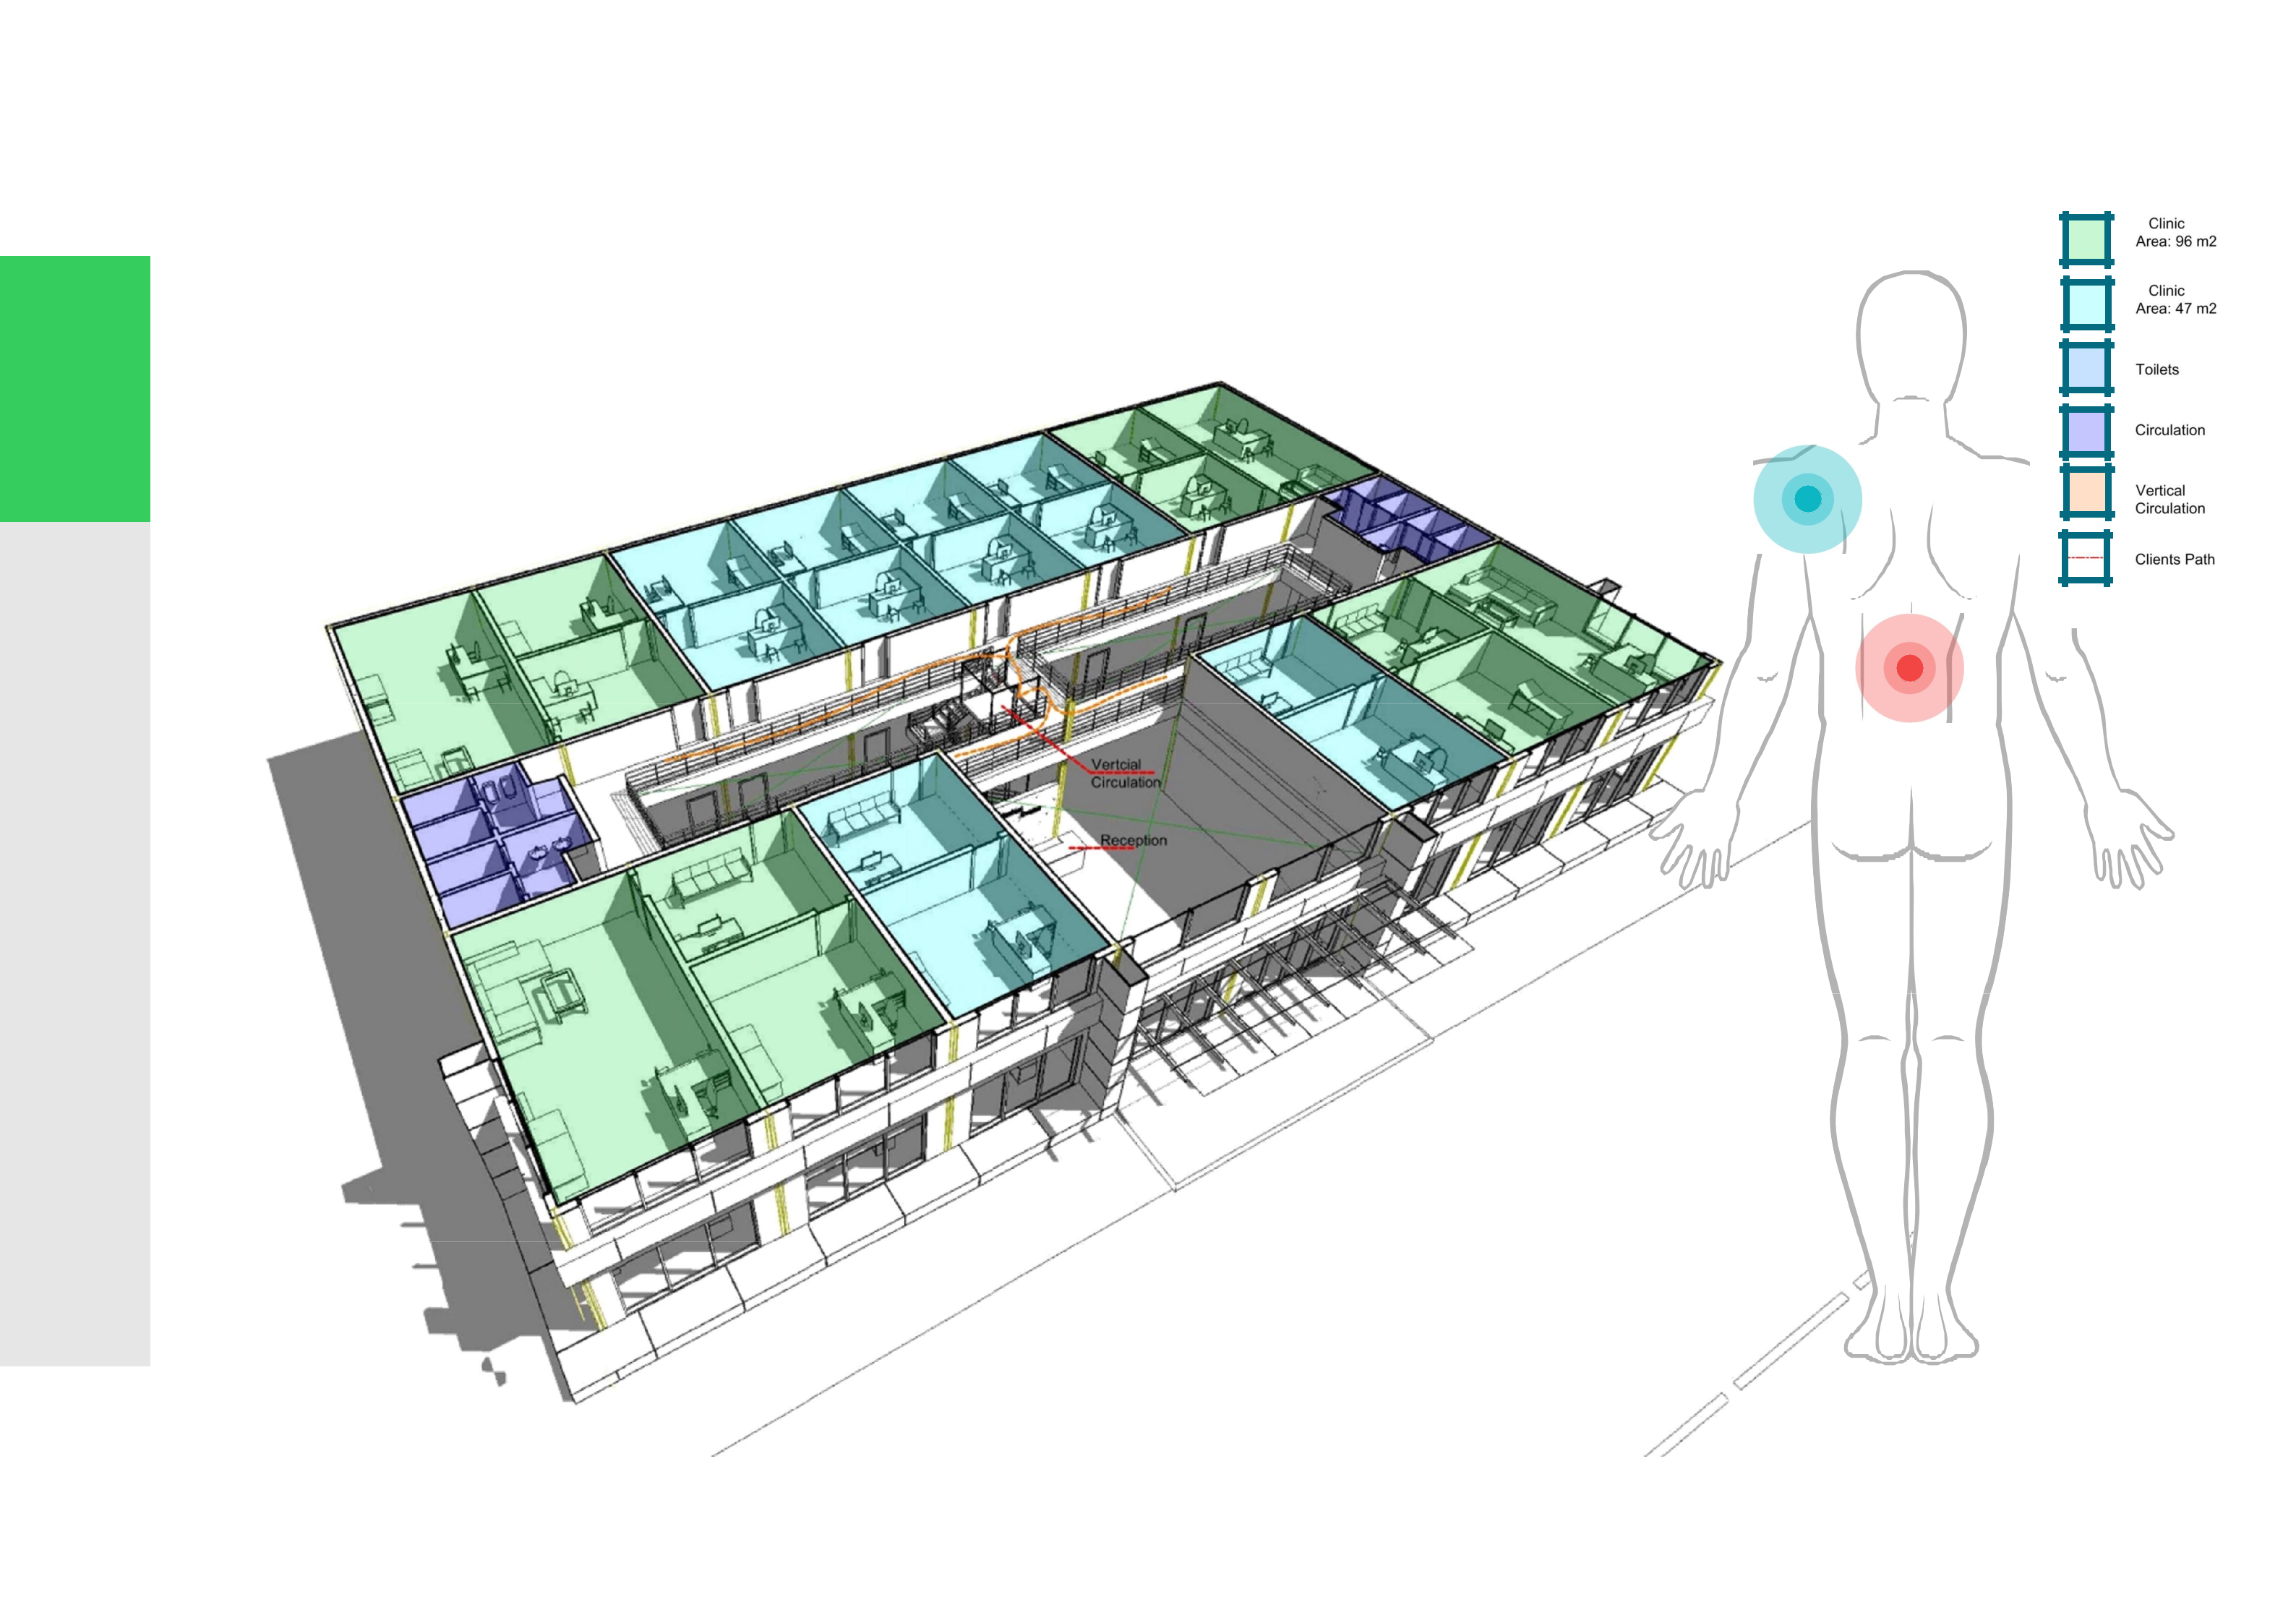 Clinic
Area: 96 m2
Clinic
Area: 47 m2
Toilets
Circulation
Vertical
Circulation
Clients Path
Vertcial
Circulation
Reception